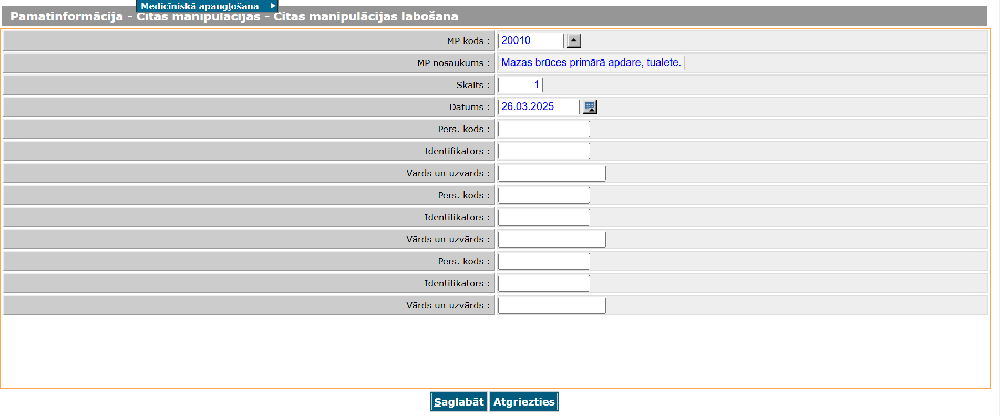 Medicīniskā apaugļošana
Pamatinformācija - Citas manipulācijas - Citas manipulācijas labošana
MP kods : 20010
MP nosaukums : Mazas brūces primārā apdare, tualete.
Skaits : 1
Datums : 26.03.2025
Pers. kods :
Identifikators :
Vārds un uzvārds :
Pers. kods :
Identifikators :
Vārds un uzvārds :
Pers. kods :
Identifikators :
Vārds un uzvārds :
Saglabāt Atgriezties